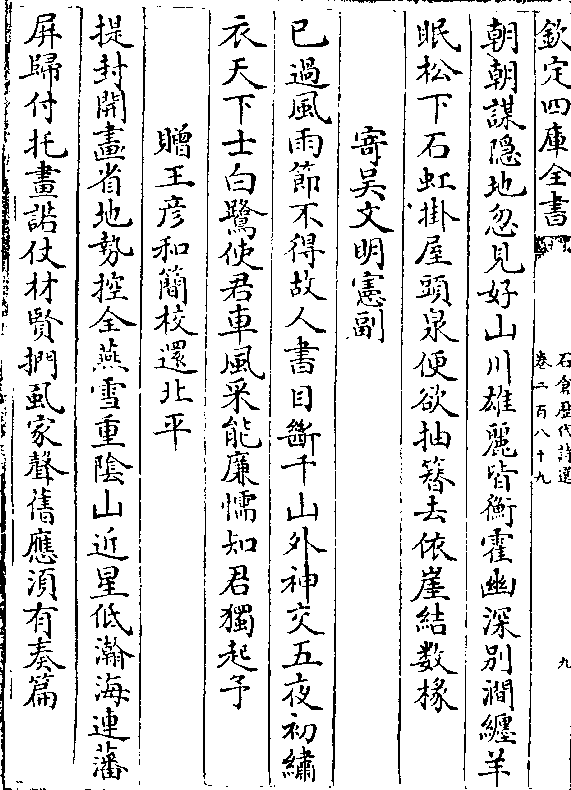 欽定四庫全書
石倉歷代詩選
卷二百八十九
九
朝朝謀隱地忽見好山川雄麗皆衡霍幽深别澗纏羊
眠松下石虹掛屋頭泉便欲抽簪去依崖結數椽
寄吳文明憲副
已過風雨節不得故人書目斷千山外神交五夜初繡
衣天下士白鷺使君車風采能廉懦知君獨起予
贈王彦和簡校還北平
提封開畫省地勢控全燕雪重陰山近星低瀚海連藩
屏歸付托畫諾仗材賢捫虱家聲舊應須有奏篇